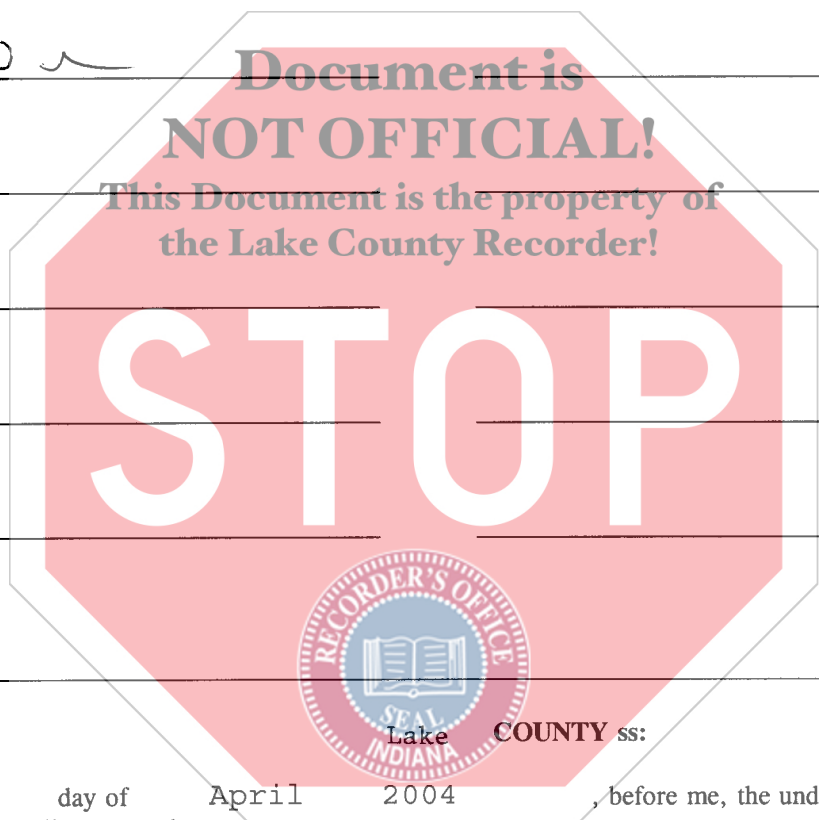 Document is
NOT OFFICIAL!
This Document is the property of
the Lake County Recorder!
STOP
RECORDER'S OFFICE
SEAL
INDIANA
Lake COUNTY ss:
day of April 2004 , before me, the und